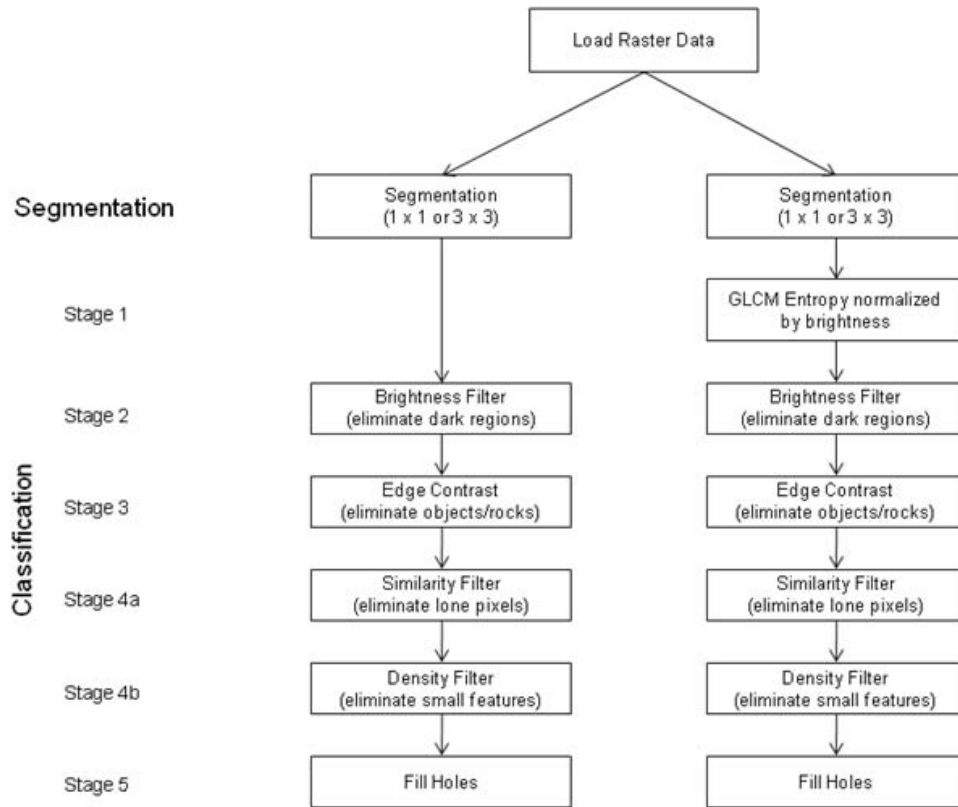 Load Raster Data
Segmentation
Segmentation
(1 x 1 or 3 x 3)
Segmentation
(1 x 1 or 3 x 3)
Classification
Stage 1
GLCM Entropy normalized
by brightness
Stage 2
Brightness Filter
(eliminate dark regions)
Brightness Filter
(eliminate dark regions)
Stage 3
Edge Contrast
(eliminate objects/rocks)
Edge Contrast
(eliminate objects/rocks)
Stage 4a
Similarity Filter
(eliminate lone pixels)
Similarity Filter
(eliminate lone pixels)
Stage 4b
Density Filter
(eliminate small features)
Density Filter
(eliminate small features)
Stage 5
Fill Holes
Fill Holes